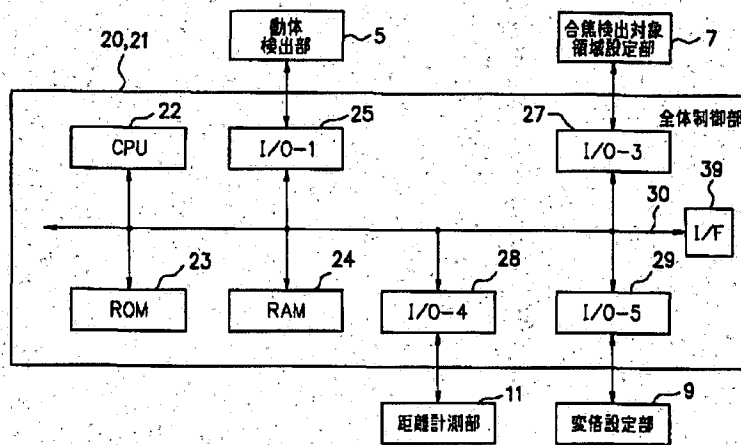 動体
検出部
5
合焦検出対象
領域設定部
7
20,21
22
CPU
25
I/O-1
27
I/O-3
全体制御部
39
I/F
30
23
ROM
24
RAM
28
I/O-4
29
I/O-5
11
距離計測部
9
変倍設定部